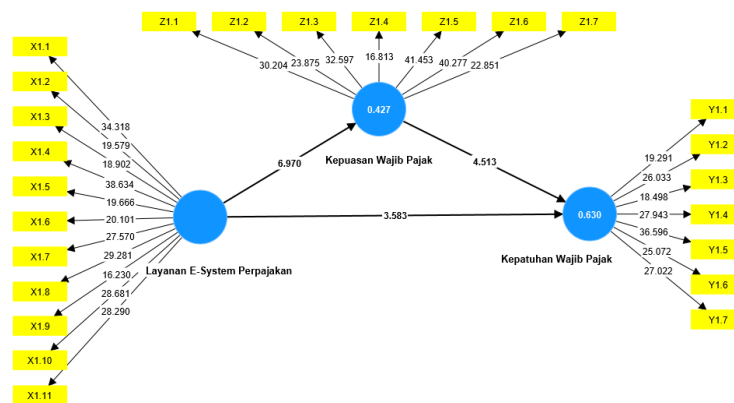 Z1.1 Z1.2 Z1.3 Z1.4 Z1.5 Z1.6 Z1.7
30.204 23.875 32.597 16.813 41.453 40.277 22.851
0.427
Kepuasan Wajib Pajak
X1.1
X1.2
X1.3
X1.4
X1.5
X1.6
X1.7
X1.8
X1.9
X1.10
X1.11
34.318
19.579
18.902
38.634
19.666
20.101
27.570
29.281
16.230
28.681
28.290
Layanan E-System Perpajakan
6.970
4.513
3.583
0.630
Kepatuhan Wajib Pajak
19.291
26.033
18.498
27.943
36.596
25.072
27.022
Y1.1
Y1.2
Y1.3
Y1.4
Y1.5
Y1.6
Y1.7